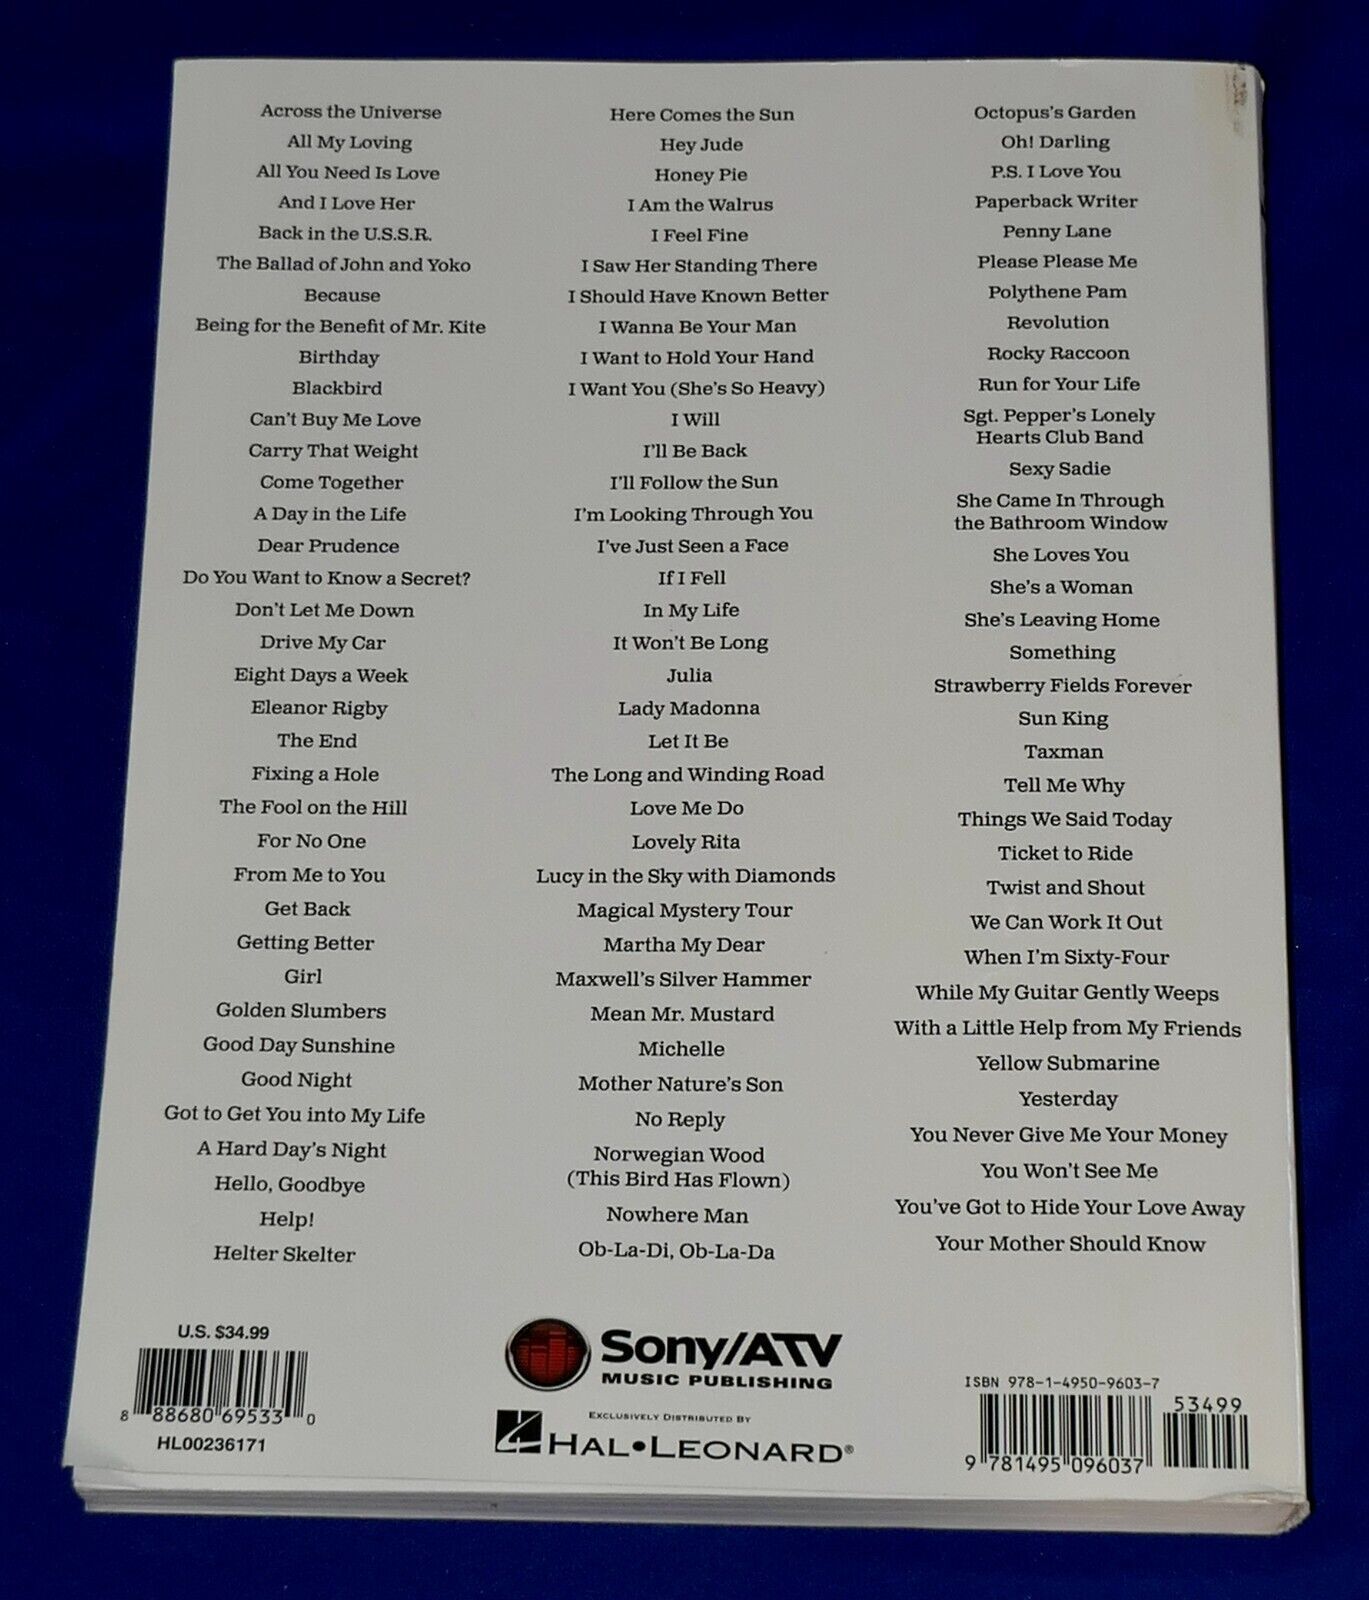 Across the Universe
All My Loving
All You Need Is Love
And I Love Her
Back in the U.S.S.R.
The Ballad of John and Yoko
Because
Being for the Benefit of Mr. Kite
Birthday
Blackbird
Can't Buy Me Love
Carry That Weight
Come Together
A Day in the Life
Dear Prudence
Do You Want to Know a Secret?
Don't Let Me Down
Drive My Car
Eight Days a Week
Eleanor Rigby
The End
Fixing a Hole
The Fool on the Hill
For No One
From Me to You
Get Back
Getting Better
Girl
Golden Slumbers
Good Day Sunshine
Good Night
Got to Get You into My Life
A Hard Day's Night
Hello, Goodbye
Help!
Helter Skelter
Here Comes the Sun
Hey Jude
Honey Pie
I Am the Walrus
I Feel Fine
I Saw Her Standing There
I Should Have Known Better
I Wanna Be Your Man
I Want to Hold Your Hand
I Want You (She's So Heavy)
I Will
I'll Be Back
I'll Follow the Sun
I'm Looking Through You
I've Just Seen a Face
If I Fell
In My Life
It Won't Be Long
Julia
Lady Madonna
Let It Be
The Long and Winding Road
Love Me Do
Lovely Rita
Lucy in the Sky with Diamonds
Magical Mystery Tour
Martha My Dear
Maxwell's Silver Hammer
Mean Mr. Mustard
Michelle
Mother Nature's Son
No Reply
Norwegian Wood
(This Bird Has Flown)
Nowhere Man
Ob-La-Di, Ob-La-Da
Octopus's Garden
Oh! Darling
P.S. I Love You
Paperback Writer
Penny Lane
Please Please Me
Polythene Pam
Revolution
Rocky Raccoon
Run for Your Life
Sgt. Pepper's Lonely
Hearts Club Band
Sexy Sadie
She Came In Through
the Bathroom Window
She Loves You
She's a Woman
She's Leaving Home
Something
Strawberry Fields Forever
Sun King
Taxman
Tell Me Why
Things We Said Today
Ticket to Ride
Twist and Shout
We Can Work It Out
When I'm Sixty-Four
While My Guitar Gently Weeps
With a Little Help from My Friends
Yellow Submarine
Yesterday
You Never Give Me Your Money
You Won't See Me
You've Got to Hide Your Love Away
Your Mother Should Know
U.S. $34.99
8 88680 69533 0
HL00236171
Sony/ATV
MUSIC PUBLISHING
EXCLUSIVELY DISTRIBUTED BY
HAL•LEONARD®
ISBN 978-1-4950-9603-7
53499
9 781495 096037